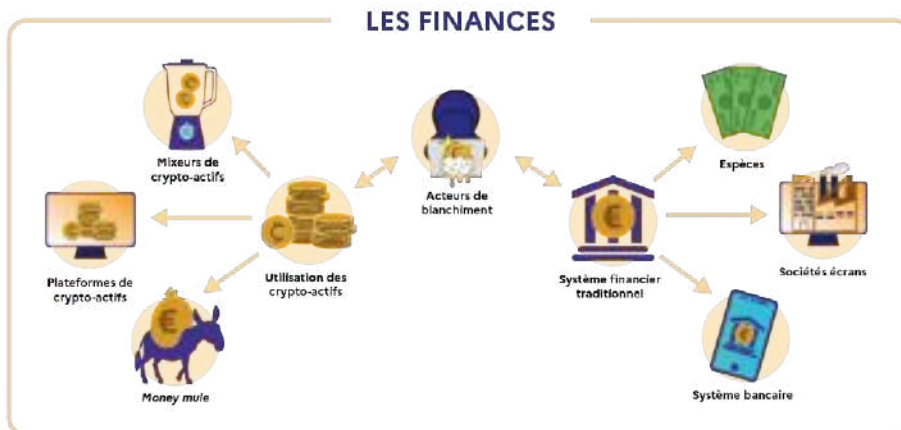 LES FINANCES
Mixeurs de
crypto-actifs
Plateformes de
crypto-actifs
Money mule
Utilisation des
crypto-actifs
Acteurs de
blanchiment
Système financier
traditionnel
Espèces
Sociétés écrans
Système bancaire